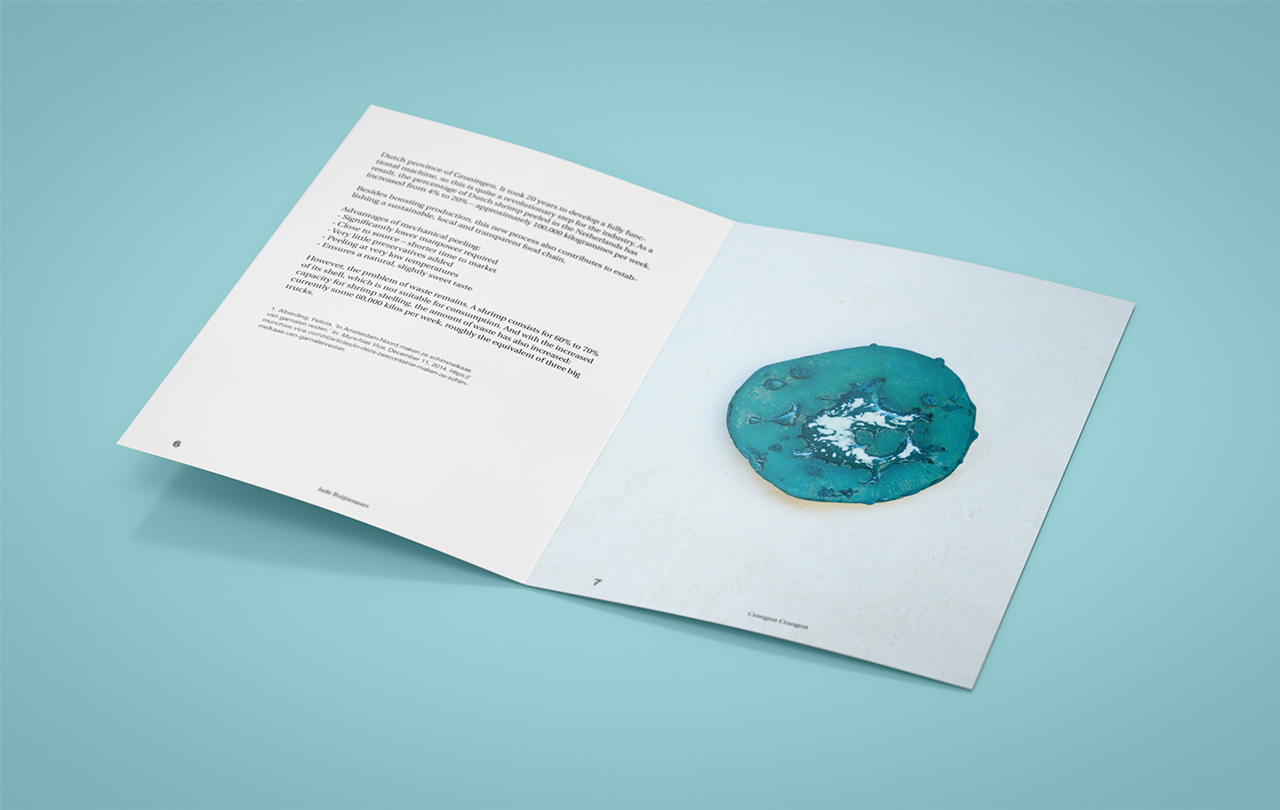 Dutch province of Groningen. It took 20 years to develop a fully func-
tional machine, so this is quite a revolutionary step for the industry. As a
result, the percentage of Dutch shrimp peeled in the Netherlands has
increased from 4% to 20% – approximately 100,000 kilogrammes per week.
Besides boosting production, this new process also contributes to estab-
lishing a sustainable, local and transparent food chain.
Advantages of mechanical peeling:
- Significantly lower manpower required
- Close to source – shorter time to market
- Very little preservatives added
- Peeling at very low temperatures
- Ensures a natural, slightly sweet taste
However, the problem of waste remains. A shrimp consists for 60% to 70%
of its shell, which is not suitable for consumption. And with the increased
capacity for shrimp shelling, the amount of waste has also increased:
currently some 60,000 kilos per week, roughly the equivalent of three big
trucks.
1. Alberding, Felicia. 'In Amsterdam-Noord maken ze schimmelkaas
van garnalen resten.' In: Munchies Vice, December 11, 2014. https://
munchies.vice.com/nl/articles/in-deze-zeecontainer-maken-ze-schim-
melkaas-van-garnalenresten
6
Jade Ruijzenaars
7
Crangon Crangon